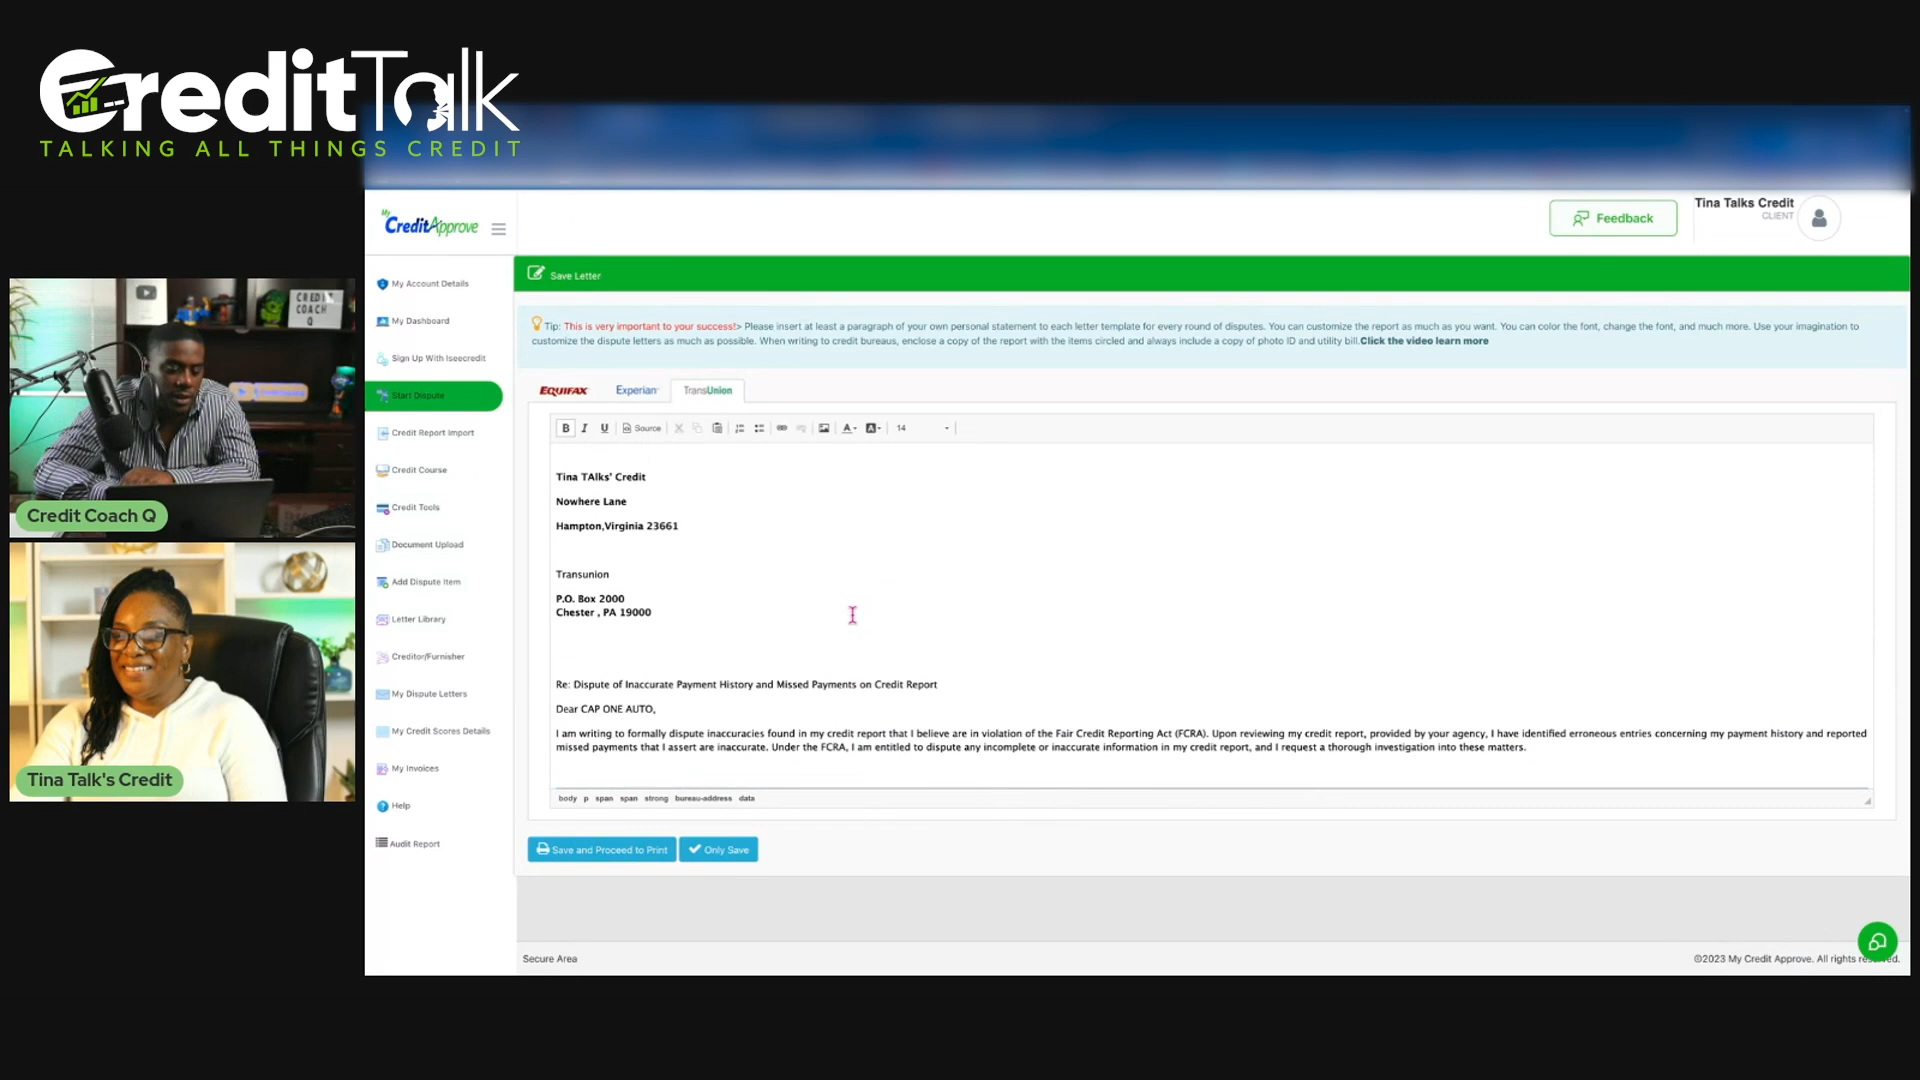 CreditTalk
TALKING ALL THINGS CREDIT
My CreditApprove
Feedback
Tina Talks Credit
CLIENT
My Account Details
My Dashboard
Sign Up With Iseecredit
Start Dispute
Credit Report Import
Credit Course
Credit Tools
Document Upload
Add Dispute Item
Letter Library
Creditor/Furnisher
My Dispute Letters
My Credit Scores Details
My Invoices
Help
Audit Report
Save Letter
Tip: This is very important to your success!> Please insert at least a paragraph of your own personal statement to each letter template for every round of disputes. You can customize the report as much as you want. You can color the font, change the font, and much more. Use your imagination to
customize the dispute letters as much as possible. When writing to credit bureaus, enclose a copy of the report with the items circled and always include a copy of photo ID and utility bill.Click the video learn more
EQUIFAX Experian TransUnion
B I U Source A A 14
Tina TAlks' Credit
Nowhere Lane
Hampton,Virginia 23661
Transunion
P.O. Box 2000
Chester , PA 19000
Re: Dispute of Inaccurate Payment History and Missed Payments on Credit Report
Dear CAP ONE AUTO,
I am writing to formally dispute inaccuracies found in my credit report that I believe are in violation of the Fair Credit Reporting Act (FCRA). Upon reviewing my credit report, provided by your agency, I have identified erroneous entries concerning my payment history and reported
missed payments that I assert are inaccurate. Under the FCRA, I am entitled to dispute any incomplete or inaccurate information in my credit report, and I request a thorough investigation into these matters.
body p span span strong bureau-address data
Save and Proceed to Print Only Save
Secure Area
©2023 My Credit Approve. All rights
CREDIT
COACH
Q
Credit Coach Q
Tina Talk's Credit